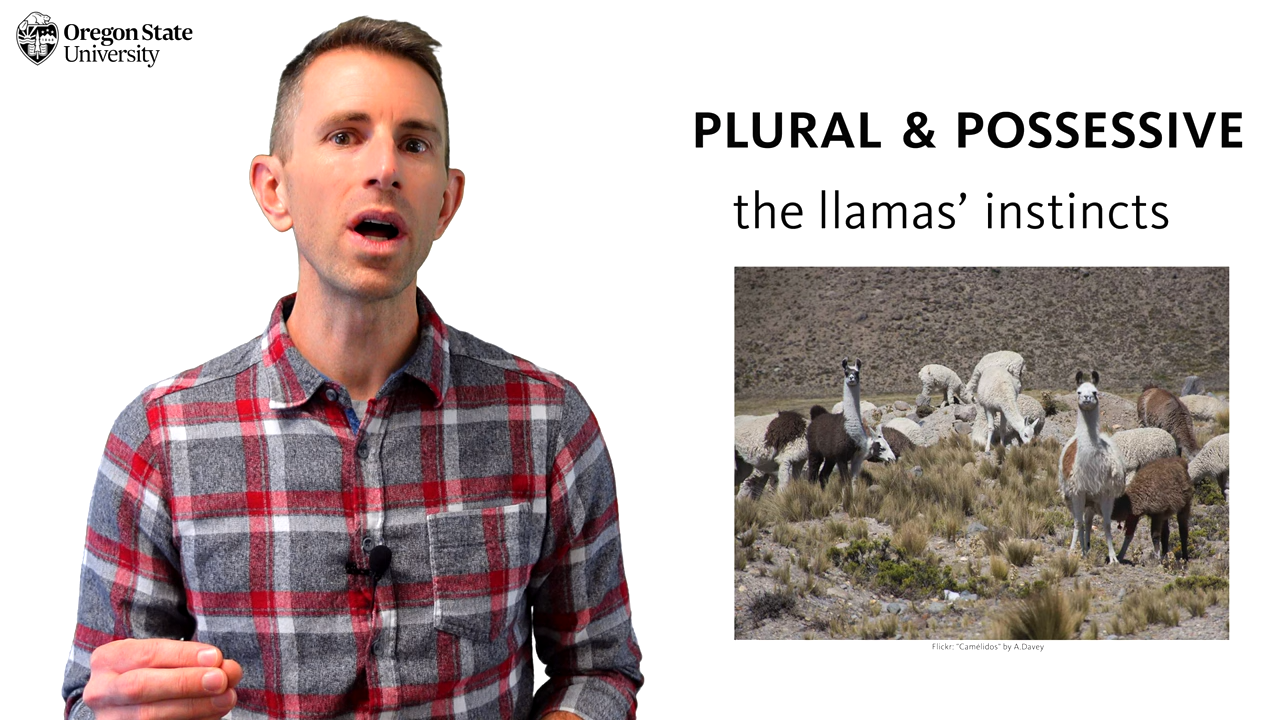 Oregon State
University
PLURAL & POSSESSIVE
the llamas’ instincts
Flickr: “Camélidos” by A.Davey